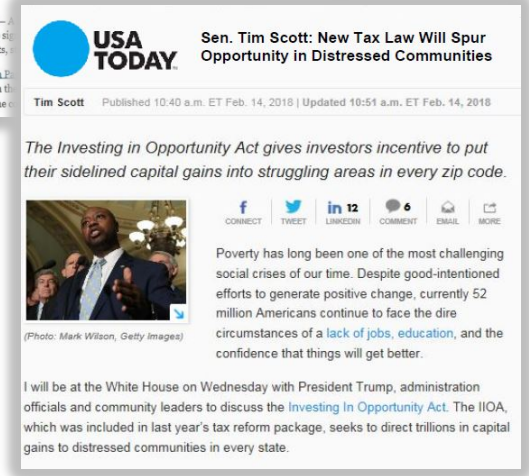 USA
TODAY
Sen. Tim Scott: New Tax Law Will Spur
Opportunity in Distressed Communities
Tim Scott Published 10:40 a.m. ET Feb. 14, 2018 | Updated 10:51 a.m. ET Feb. 14, 2018
The Investing in Opportunity Act gives investors incentive to put
their sidelined capital gains into struggling areas in every zip code.
12 6
CONNECT TWEET LINKEDIN COMMENT EMAIL MORE
(Photo: Mark Wilson, Getty Images)
Poverty has long been one of the most challenging
social crises of our time. Despite good-intentioned
efforts to generate positive change, currently 52
million Americans continue to face the dire
circumstances of a lack of jobs, education, and the
confidence that things will get better.
I will be at the White House on Wednesday with President Trump, administration
officials and community leaders to discuss the Investing In Opportunity Act. The IIOA,
which was included in last year's tax reform package, seeks to direct trillions in capital
gains to distressed communities in every state.